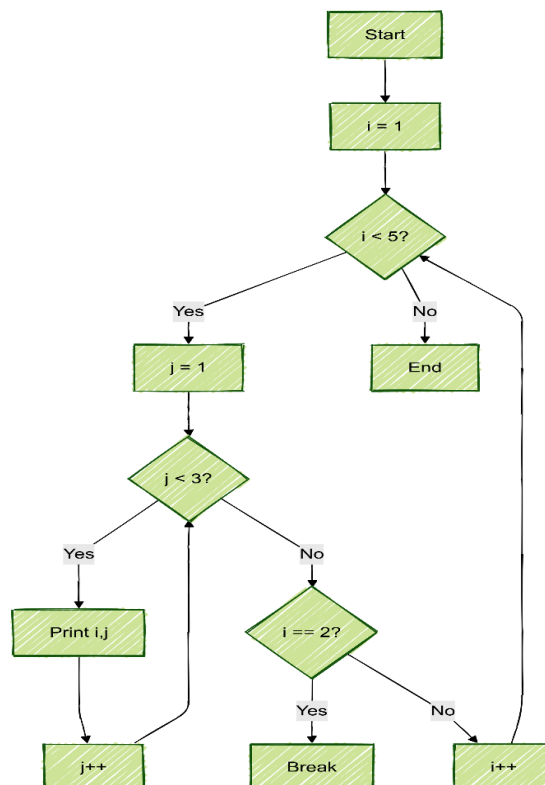 Start
i = 1
i < 5?
Yes
No
j = 1
End
j < 3?
Yes
No
Print i,j
i == 2?
Yes
No
j++
Break
i++